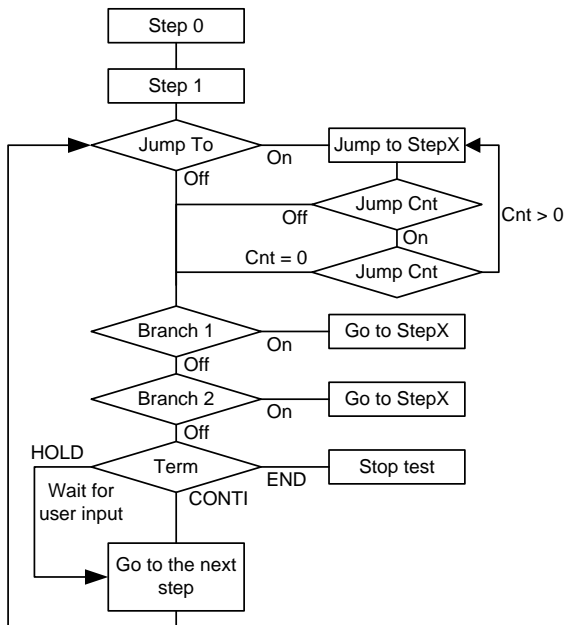 Step 0
Step 1
Jump To
On
Jump to StepX
Off
Jump Cnt
Off
On
Cnt > 0
Cnt = 0
Jump Cnt
Branch 1
On
Go to StepX
Off
Branch 2
On
Go to StepX
Off
HOLD
Term
END
Stop test
Wait for
user input
CONTI
Go to the next
step